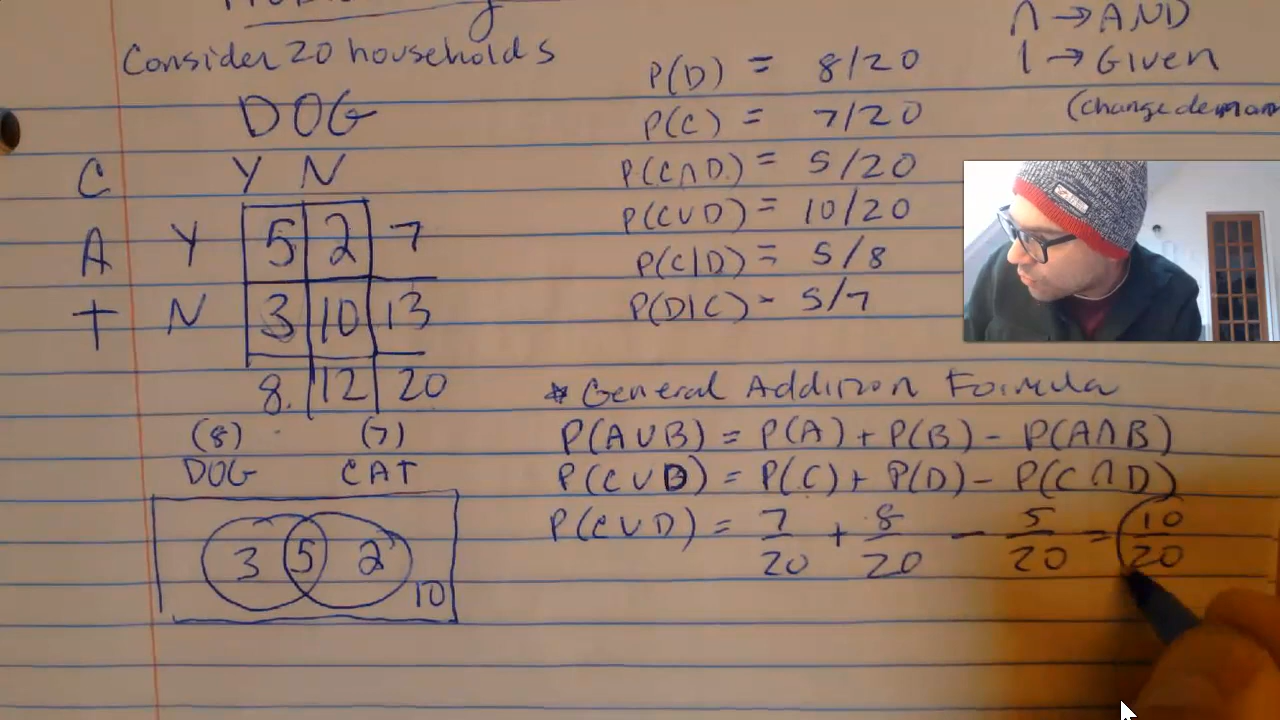 Consider 20 households
DOG
C Y N
A Y 5 2 7
T N 3 10 13
8. 12 20
(8) (7)
DOG CAT
3 5 2
10
∩ → AND
| → Given
P(D) = 8/20
P(C) = 7/20
P(C∩D) = 5/20
P(C∪D) = 10/20
P(C|D) = 5/8
P(D|C) - 5/7
* General Addition Formula
P(A∪B) = P(A) + P(B) - P(A∩B)
P(C∪D) = P(C) + P(D) - P(C∩D)
P(C∪D) = 7/20 + 8/20 - 5/20 = 10/20